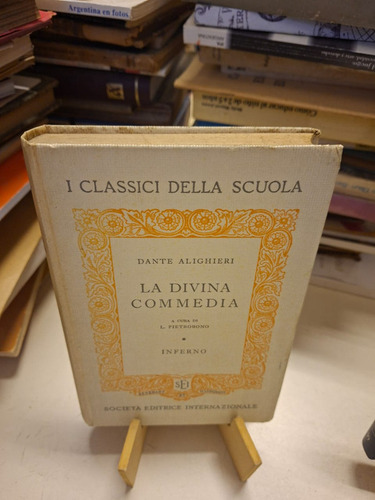 Argentina en fotos
I CLASSICI DELLA SCUOLA
DANTE ALIGHIERI
LA DIVINA
COMMEDIA
A CURA DI
L. PIETROBONO
INFERNO
SEI
SOCIETÀ EDITRICE INTERNAZIONALE